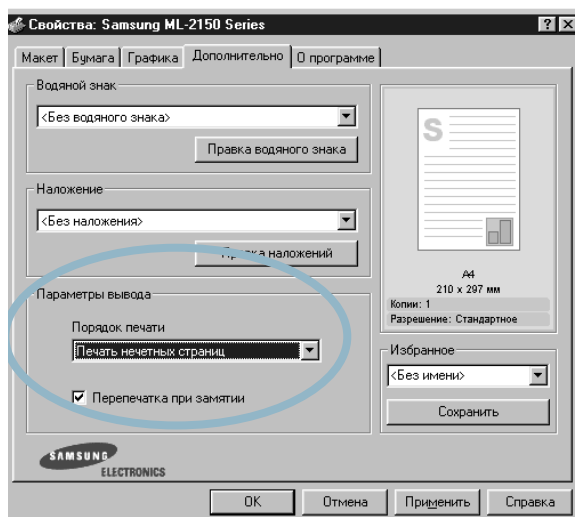 Свойства: Samsung ML-2150 Series
Макет Бумага Графика Дополнительно О программе
Водяной знак
<Без водяного знака>
Правка водяного знака
Наложение
<Без наложения>
Правка наложений
Параметры вывода
Порядок печати
Печать нечетных страниц
Перепечатка при замятии
S
A4
210 x 297 мм
Копии: 1
Разрешение: Стандартное
Избранное
<Без имени>
Сохранить
SAMSUNG
ELECTRONICS
OK Отмена Применить Справка